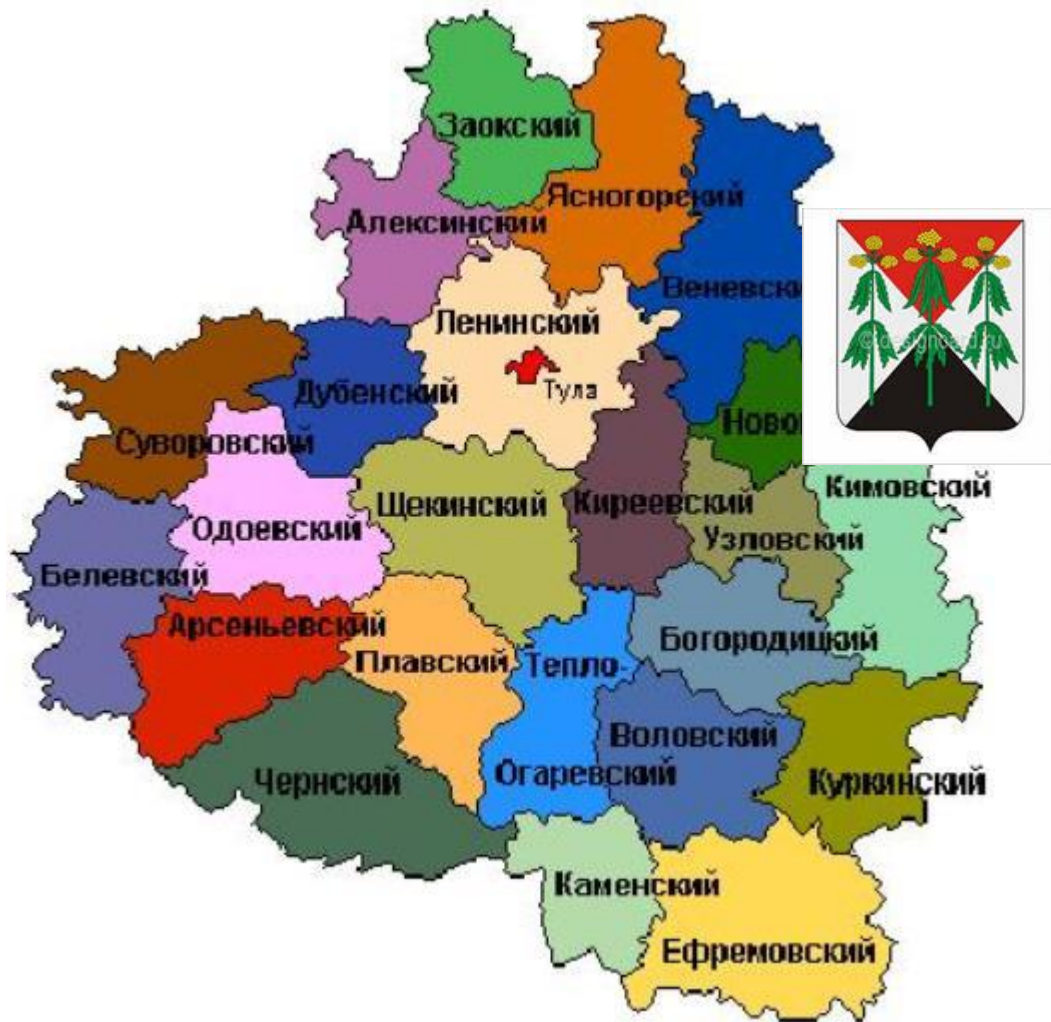 Заокский
Ясногорский
Алексинский
Веневский
Ленинский
Тула
Дубенский
Суворовский
Щекинский
Киреевский
Кимовский
Одоевский
Узловский
Белевский
Арсеньевский
Плавский
Тепло-
Огаревский
Богородицкий
Воловский
Чернский
Куркинский
Каменский
Ефремовский